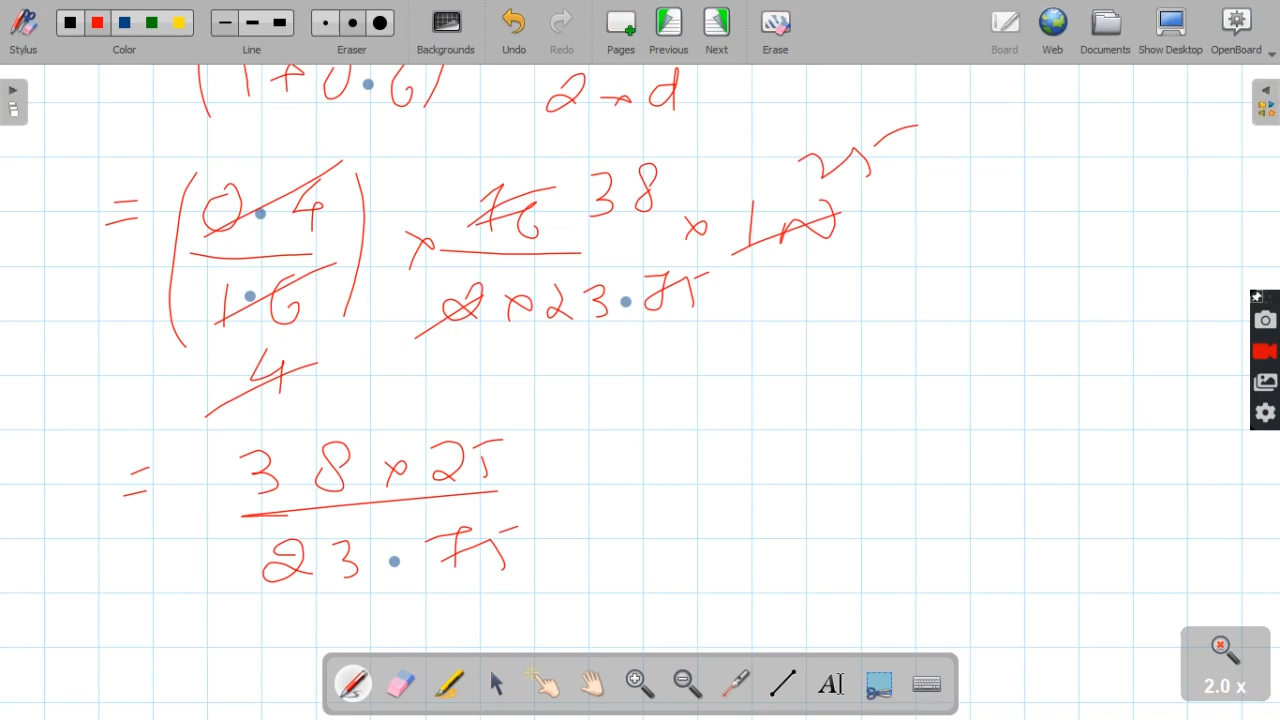 Stylus Color Line Eraser Backgrounds Undo Redo Pages Previous Next Erase Board Web Documents Show Desktop OpenBoard
(1+0.6) 2×d
25
= (0.4 × 76 38 × 100
1.6) 2×23.75
4
= 38×25
23.75
2.0 x